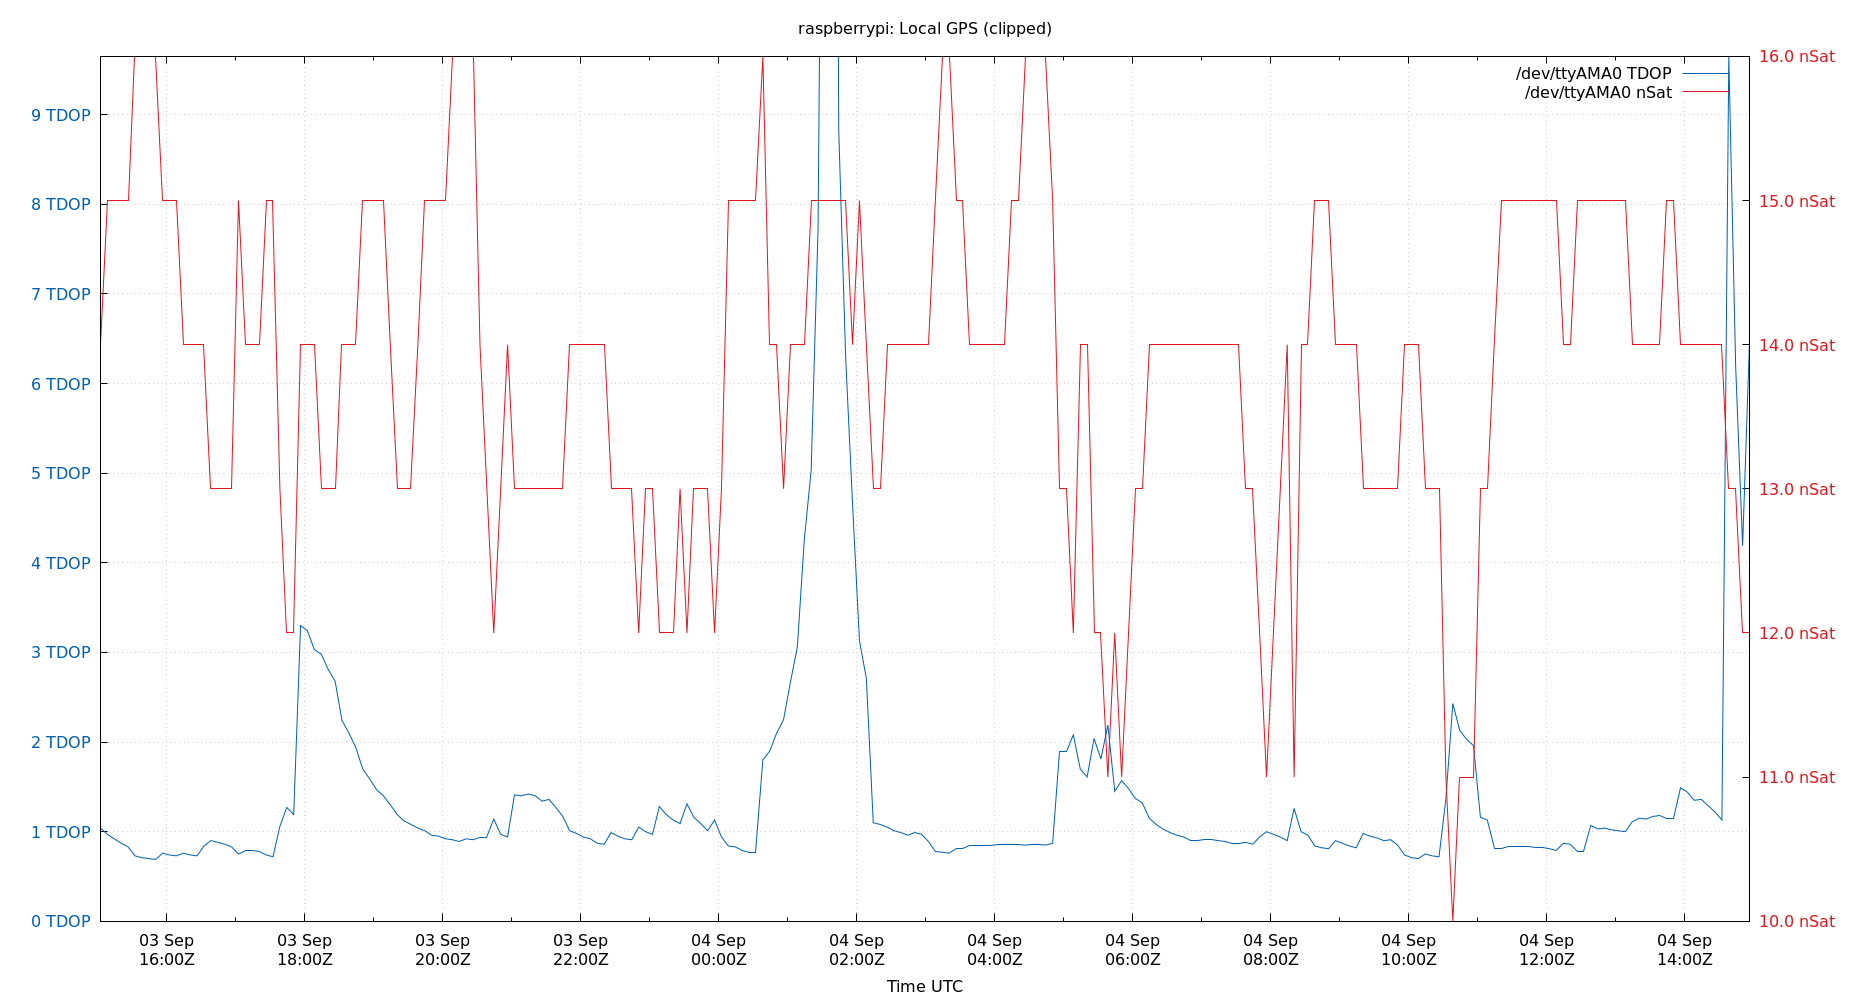 raspberrypi: Local GPS (clipped)
/dev/ttyAMA0 TDOP
/dev/ttyAMA0 nSat
9 TDOP
8 TDOP
7 TDOP
6 TDOP
5 TDOP
4 TDOP
3 TDOP
2 TDOP
1 TDOP
0 TDOP
16.0 nSat
15.0 nSat
14.0 nSat
13.0 nSat
12.0 nSat
11.0 nSat
10.0 nSat
03 Sep
16:00Z
03 Sep
18:00Z
03 Sep
20:00Z
03 Sep
22:00Z
04 Sep
00:00Z
04 Sep
02:00Z
04 Sep
04:00Z
04 Sep
06:00Z
04 Sep
08:00Z
04 Sep
10:00Z
04 Sep
12:00Z
04 Sep
14:00Z
Time UTC